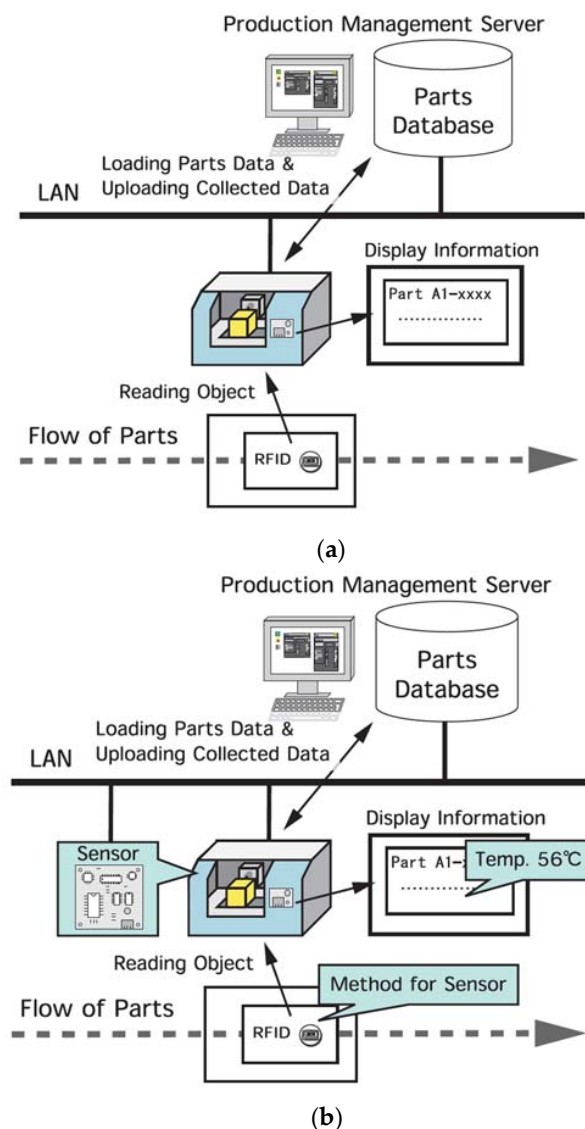 Production Management Server
Parts
Database
Loading Parts Data &
Uploading Collected Data
LAN
Display Information
Part A1-xxxx
..............
Reading Object
Flow of Parts
RFID
(a)
Production Management Server
Parts
Database
Loading Parts Data &
Uploading Collected Data
LAN
Display Information
Sensor
Part A1-
Temp. 56℃
..............
Reading Object
Method for Sensor
Flow of Parts
RFID
(b)